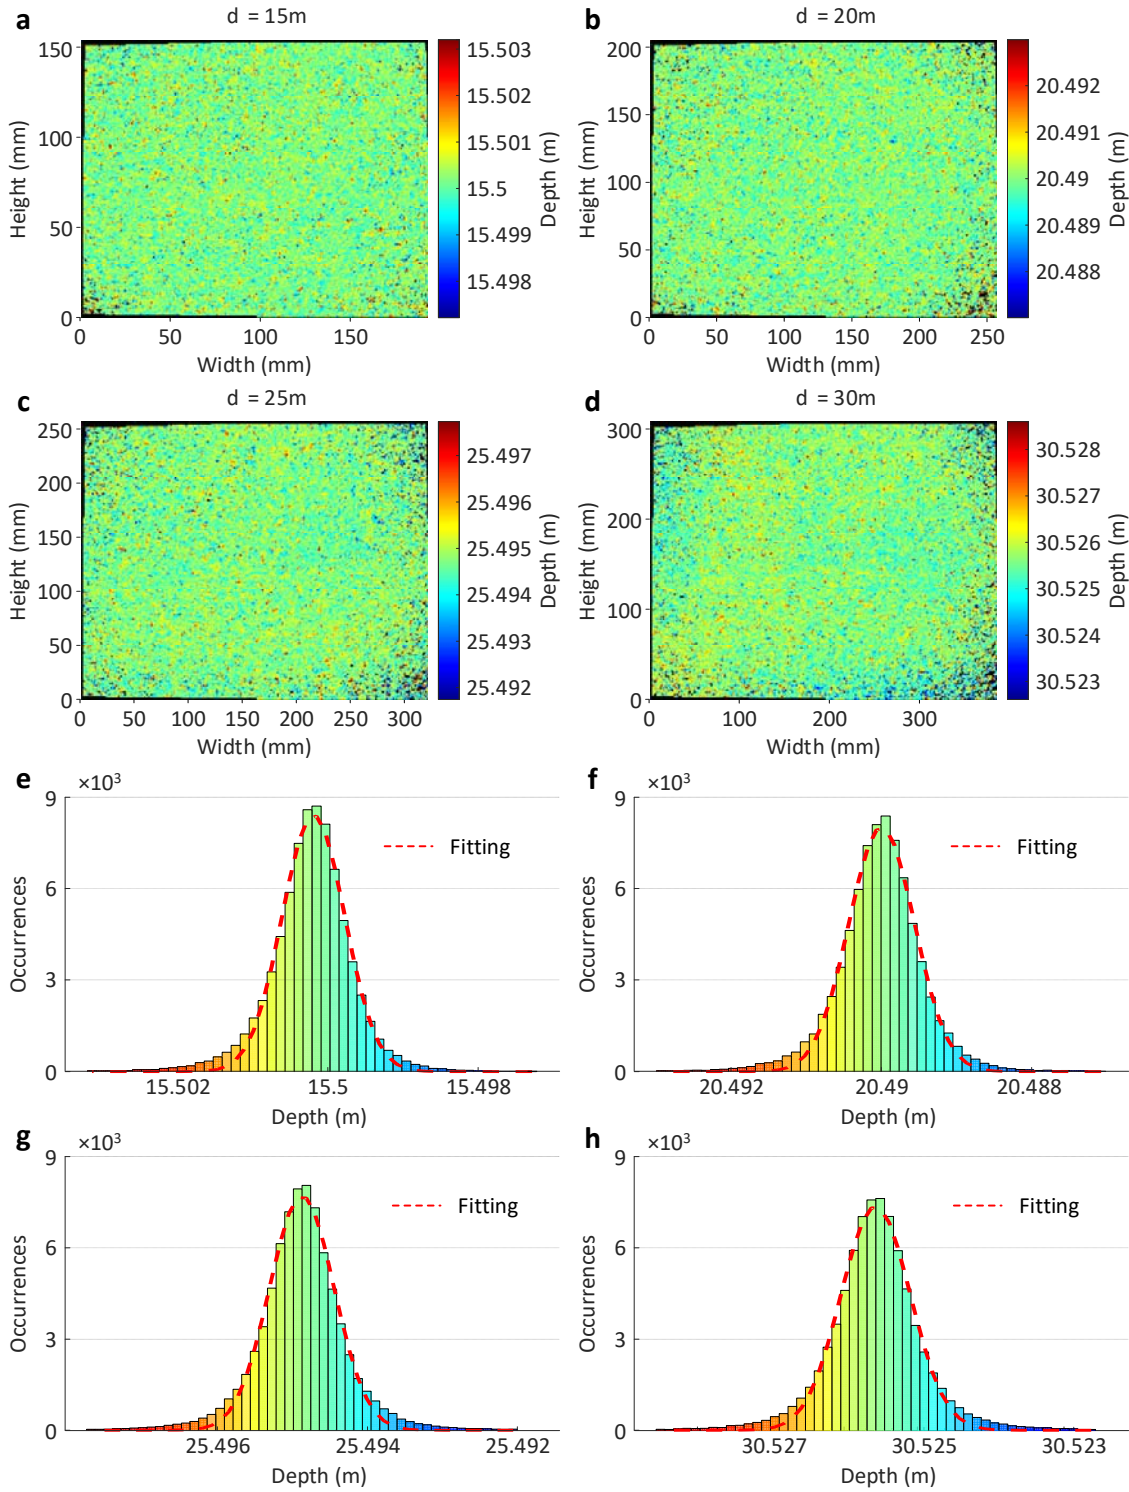 a
d = 15m
150
100
50
0
0 50 100 150
Height (mm)
Width (mm)
15.503
15.502
15.501
15.5
15.499
15.498
Depth (m)
b
d = 20m
200
150
100
50
0
0 50 100 150 200 250
Height (mm)
Width (mm)
20.492
20.491
20.49
20.489
20.488
Depth (m)
c
d = 25m
250
200
150
100
50
0
0 50 100 150 200 250 300
Height (mm)
Width (mm)
25.497
25.496
25.495
25.494
25.493
25.492
Depth (m)
d
d = 30m
300
200
100
0
0 100 200 300
Height (mm)
Width (mm)
30.528
30.527
30.526
30.525
30.524
30.523
Depth (m)
e
×10³
9
6
3
0
Occurrences
Fitting
15.502 15.5 15.498
Depth (m)
f
×10³
9
6
3
0
Occurrences
Fitting
20.492 20.49 20.488
Depth (m)
g
×10³
9
6
3
0
Occurrences
Fitting
25.496 25.494 25.492
Depth (m)
h
×10³
9
6
3
0
Occurrences
Fitting
30.527 30.525 30.523
Depth (m)